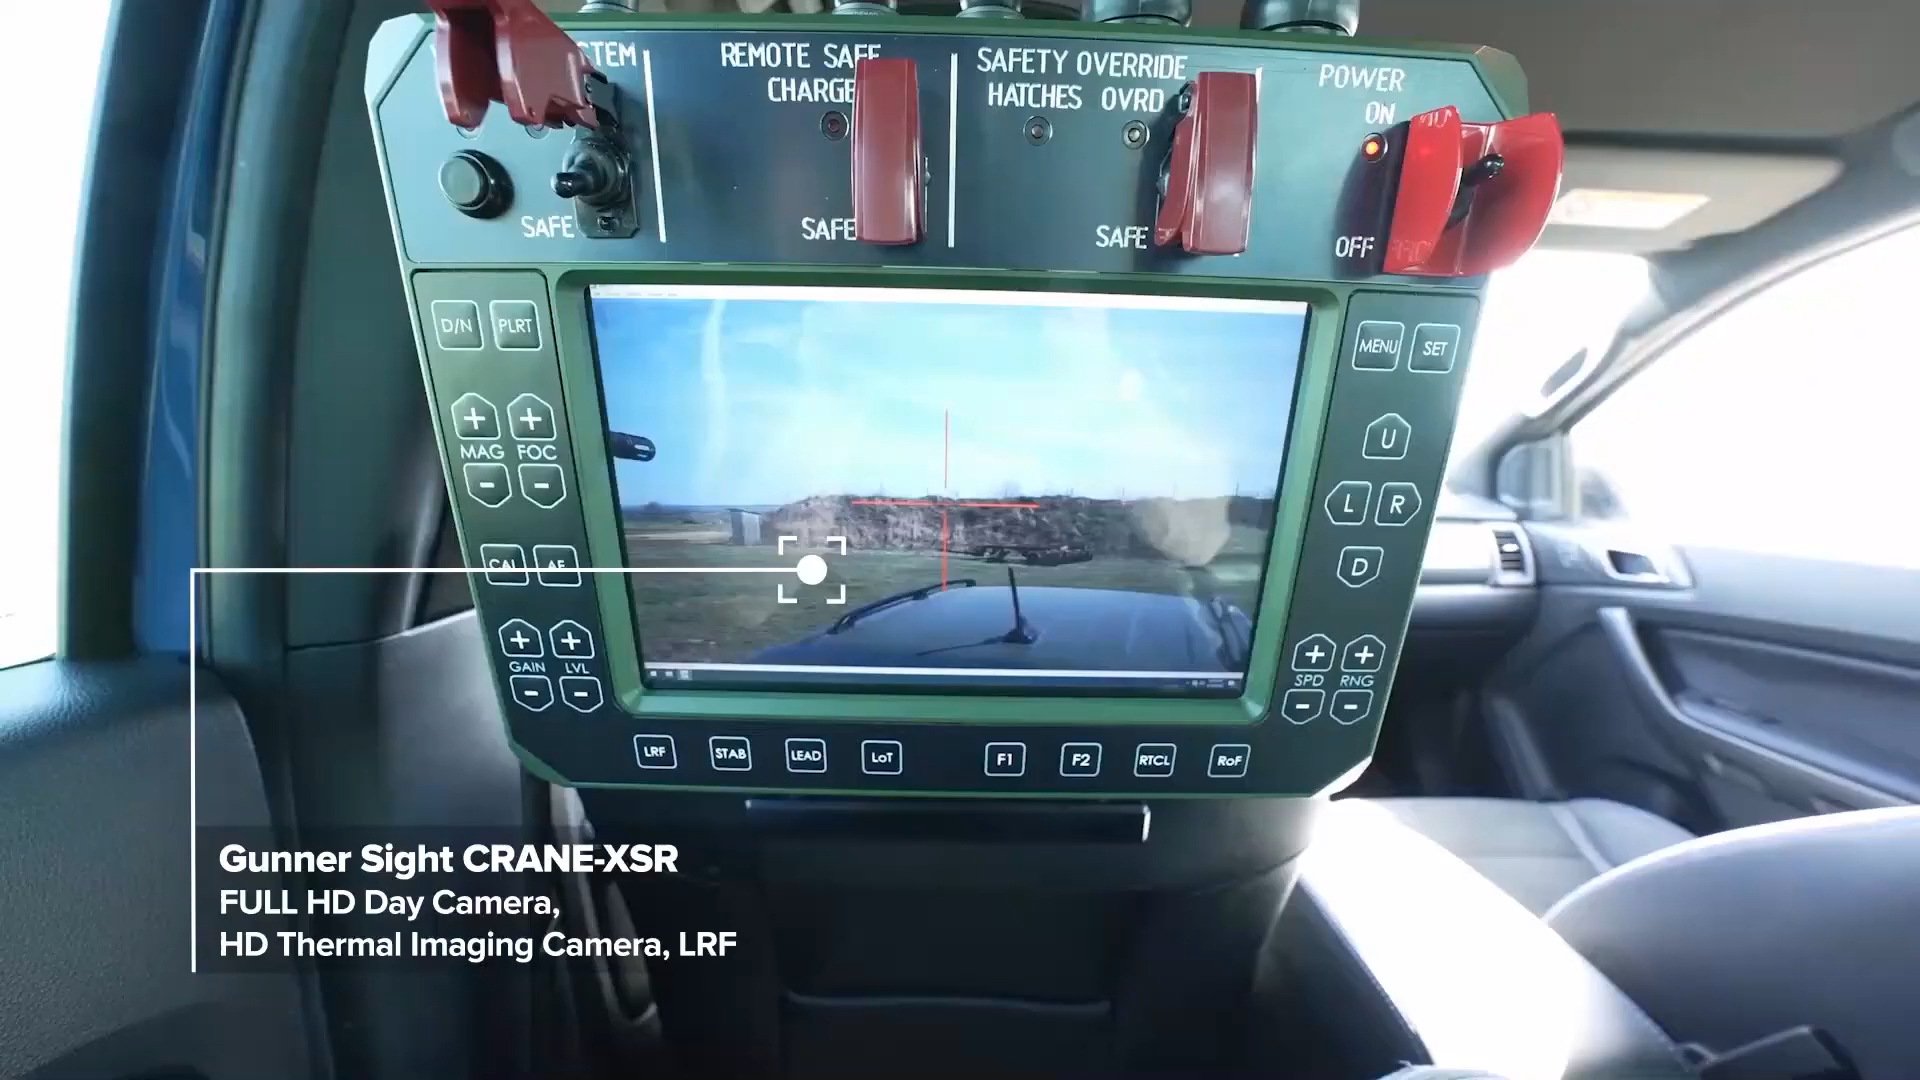 REMOTE SAFE
CHARGE
SAFETY OVERRIDE
HATCHES OVRD
POWER
ON
SAFE
SAFE
SAFE
OFF
D/N
PLRT
MENU
SET
MAG
FOC
U
L
R
CAL
AF
D
GAIN
LVL
SPD
RNG
LRF
STAB
LEAD
LoT
F1
F2
RTCL
RoF
Gunner Sight CRANE-XSR
FULL HD Day Camera,
HD Thermal Imaging Camera, LRF